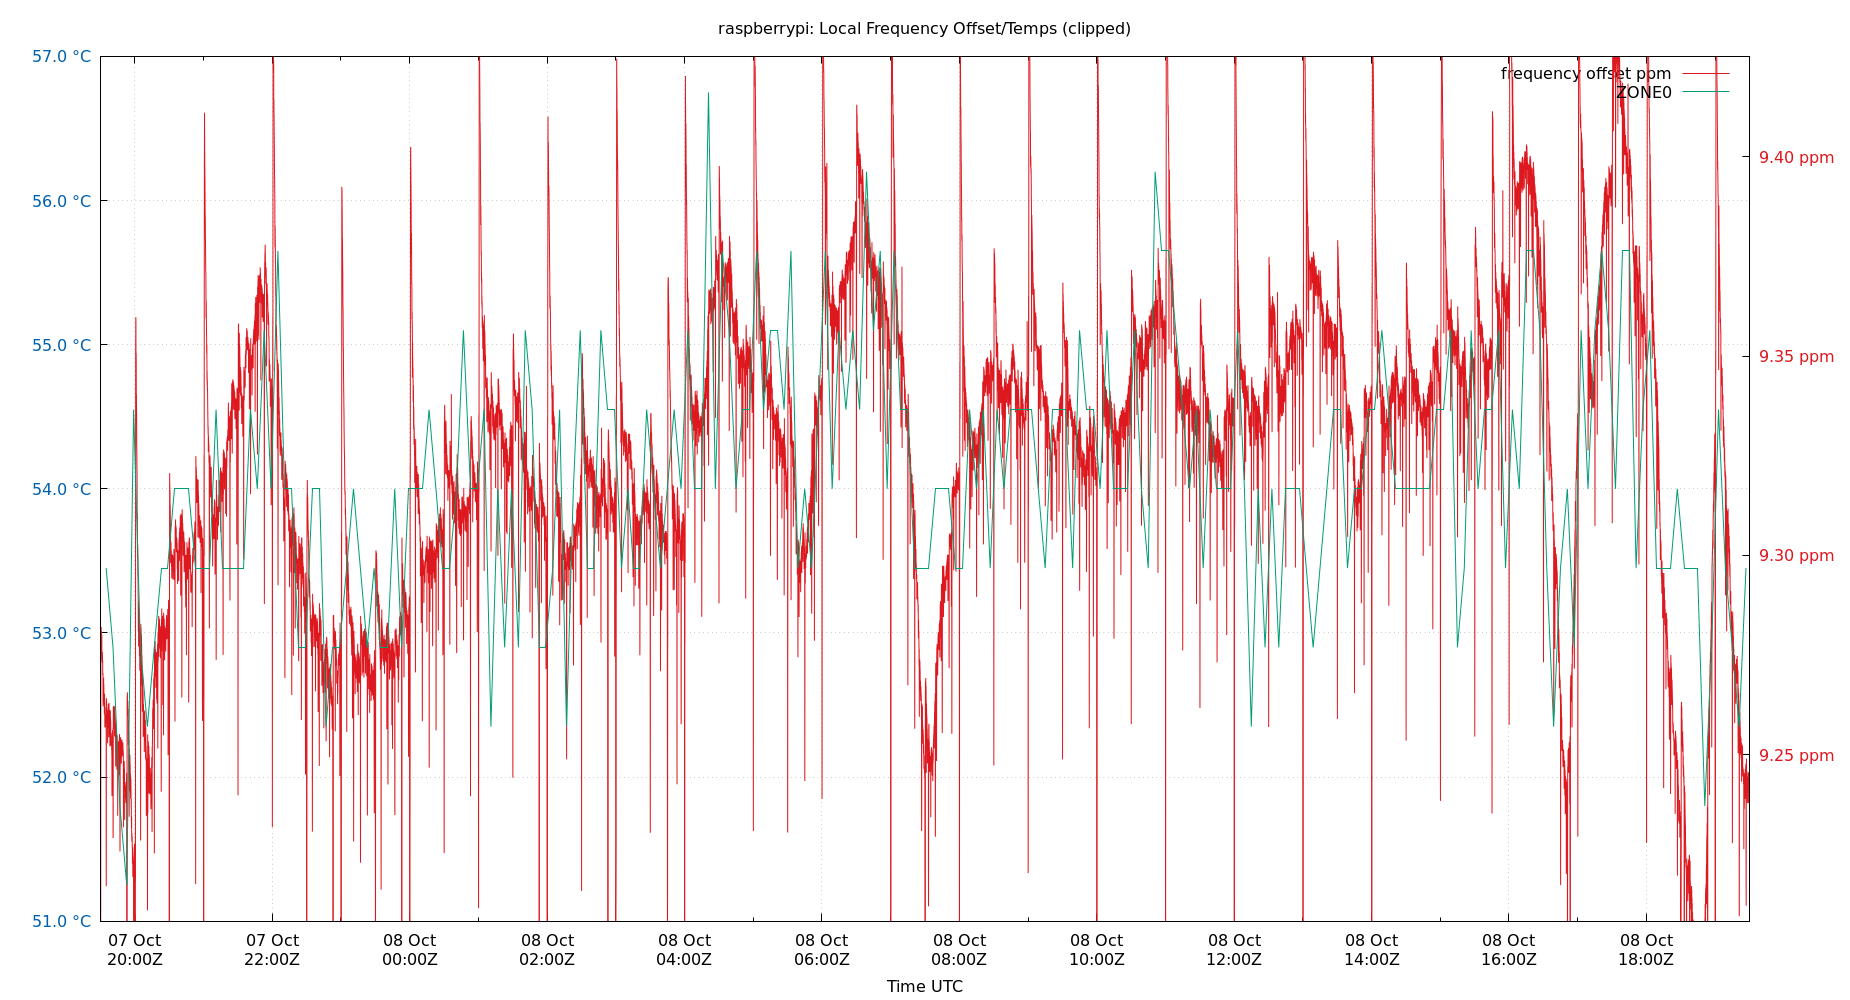 raspberrypi: Local Frequency Offset/Temps (clipped)
57.0 °C
56.0 °C
55.0 °C
54.0 °C
53.0 °C
52.0 °C
51.0 °C
frequency offset ppm
ZONE0
9.40 ppm
9.35 ppm
9.30 ppm
9.25 ppm
07 Oct
20:00Z
07 Oct
22:00Z
08 Oct
00:00Z
08 Oct
02:00Z
08 Oct
04:00Z
08 Oct
06:00Z
08 Oct
08:00Z
08 Oct
10:00Z
08 Oct
12:00Z
08 Oct
14:00Z
08 Oct
16:00Z
08 Oct
18:00Z
Time UTC